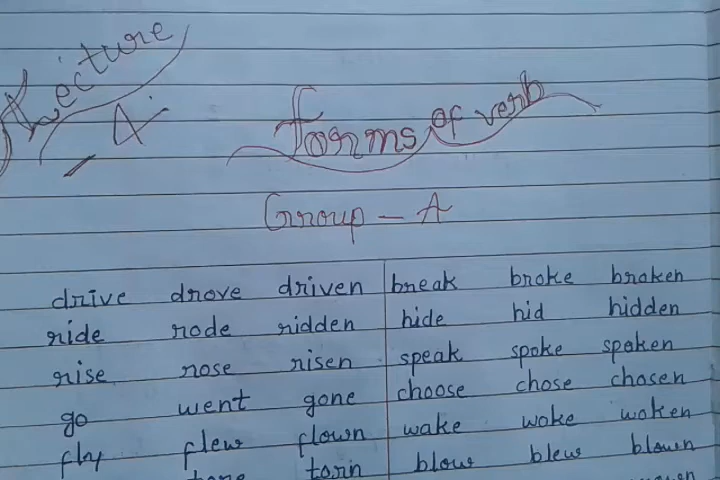 Lecture
4
Forms of verb
Group - A
drive drove driven break broke broken
ride rode ridden hide hid hidden
rise rose risen speak spoke spoken
go went gone choose chose chosen
fly flew flown wake woke woken
torn blow blew blown